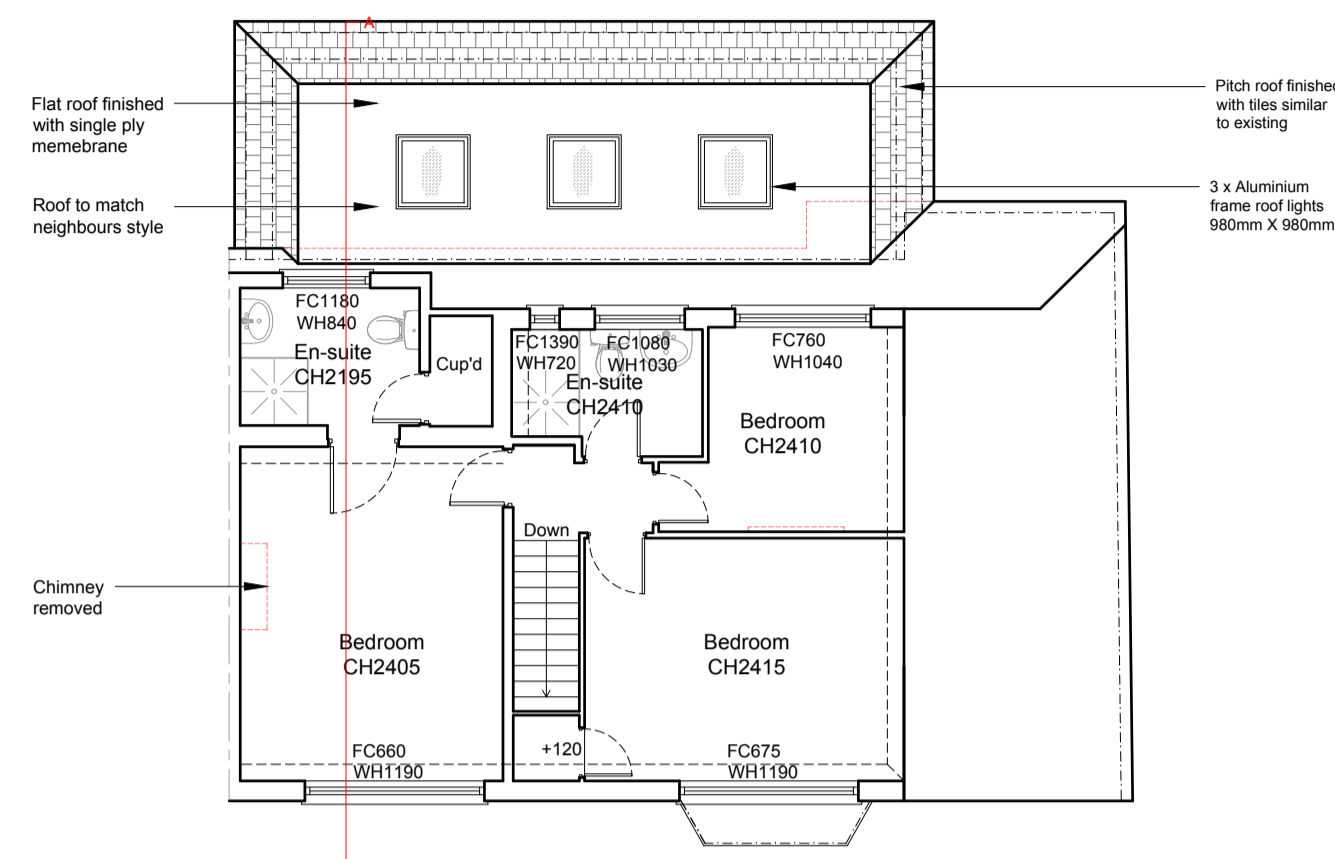 A
Flat roof finished
with single ply
memebrane
Pitch roof finished
with tiles similar
to existing
Roof to match
neighbours style
3 x Aluminium
frame roof lights
980mm X 980mm
FC1180
WH840
En-suite
CH2195
Cup'd
FC1390
WH720
FC1080
WH1030
En-suite
CH2410
FC760
WH1040
Bedroom
CH2410
Down
Chimney
removed
Bedroom
CH2405
Bedroom
CH2415
FC660
WH1190
+120
FC675
WH1190